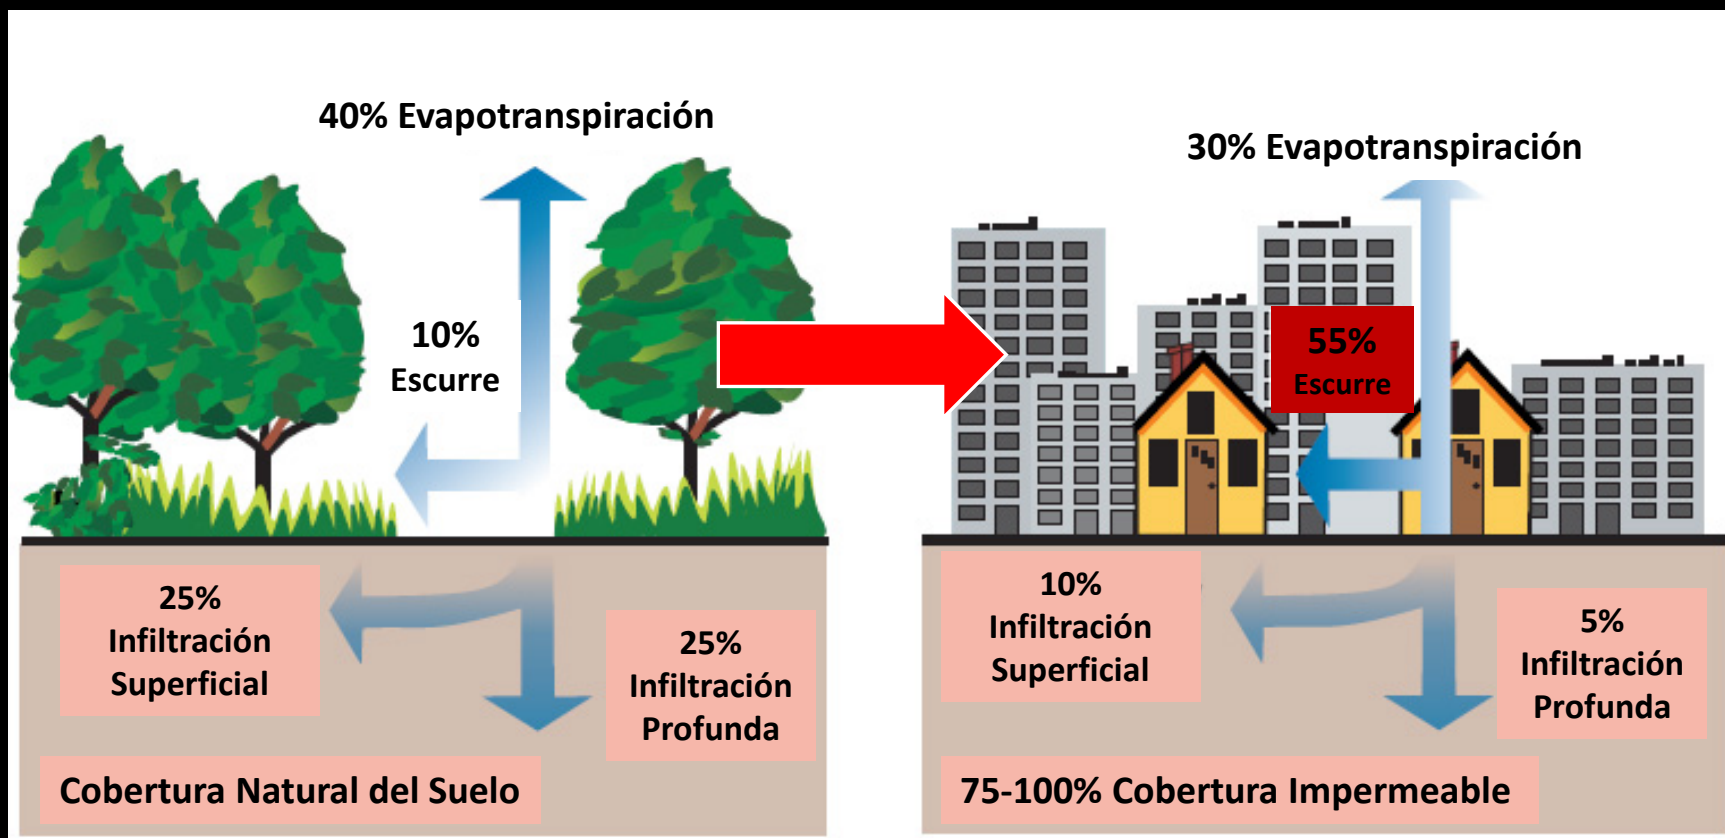 40% Evapotranspiración
10%
Escurre
25%
Infiltración
Superficial
25%
Infiltración
Profunda
Cobertura Natural del Suelo
30% Evapotranspiración
55%
Escurre
10%
Infiltración
Superficial
5%
Infiltración
Profunda
75-100% Cobertura Impermeable